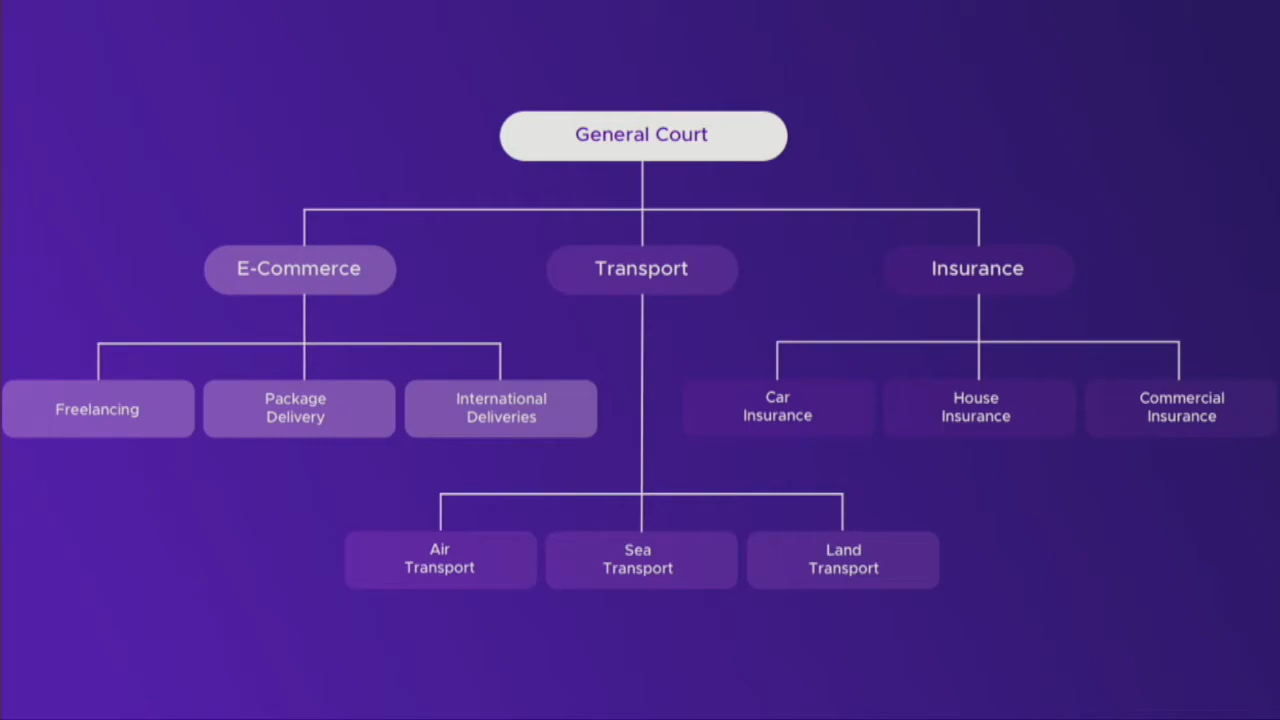 General Court
E-Commerce
Transport
Insurance
Freelancing
Package
Delivery
International
Deliveries
Car
Insurance
House
Insurance
Commercial
Insurance
Air
Transport
Sea
Transport
Land
Transport